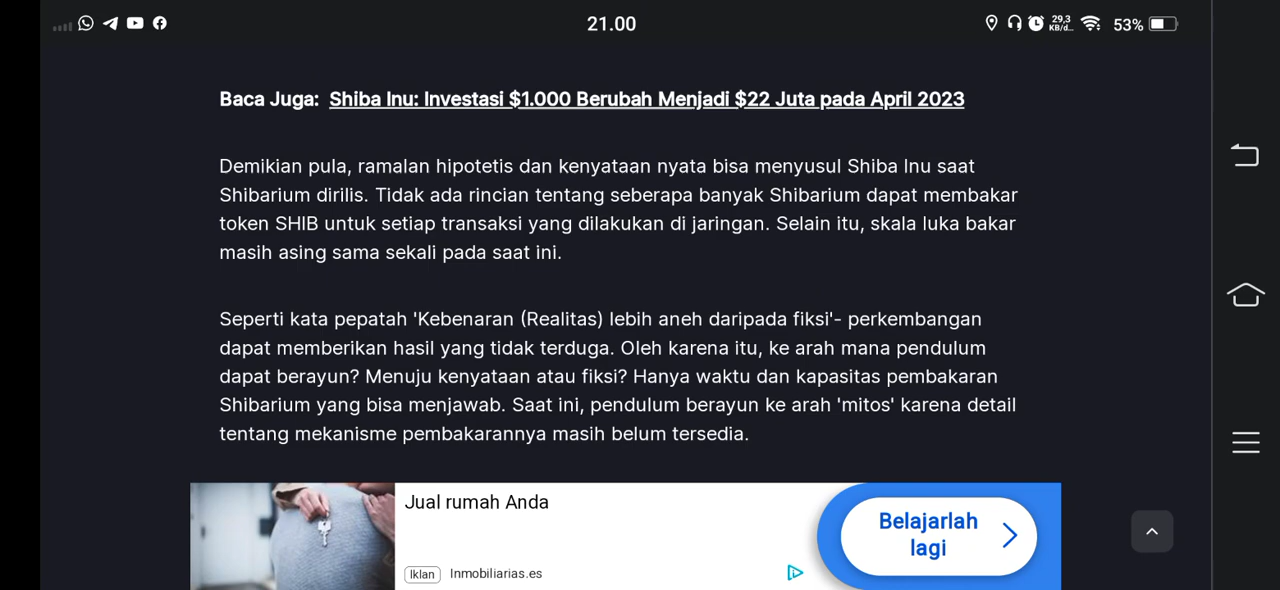 21.00
29,3
KB/d...
53%
Baca Juga: Shiba Inu: Investasi $1.000 Berubah Menjadi $22 Juta pada April 2023
Demikian pula, ramalan hipotetis dan kenyataan nyata bisa menyusul Shiba Inu saat
Shibarium dirilis. Tidak ada rincian tentang seberapa banyak Shibarium dapat membakar
token SHIB untuk setiap transaksi yang dilakukan di jaringan. Selain itu, skala luka bakar
masih asing sama sekali pada saat ini.
Seperti kata pepatah 'Kebenaran (Realitas) lebih aneh daripada fiksi'- perkembangan
dapat memberikan hasil yang tidak terduga. Oleh karena itu, ke arah mana pendulum
dapat berayun? Menuju kenyataan atau fiksi? Hanya waktu dan kapasitas pembakaran
Shibarium yang bisa menjawab. Saat ini, pendulum berayun ke arah 'mitos' karena detail
tentang mekanisme pembakarannya masih belum tersedia.
Jual rumah Anda
Iklan Inmobiliarias.es
Belajarlah
lagi